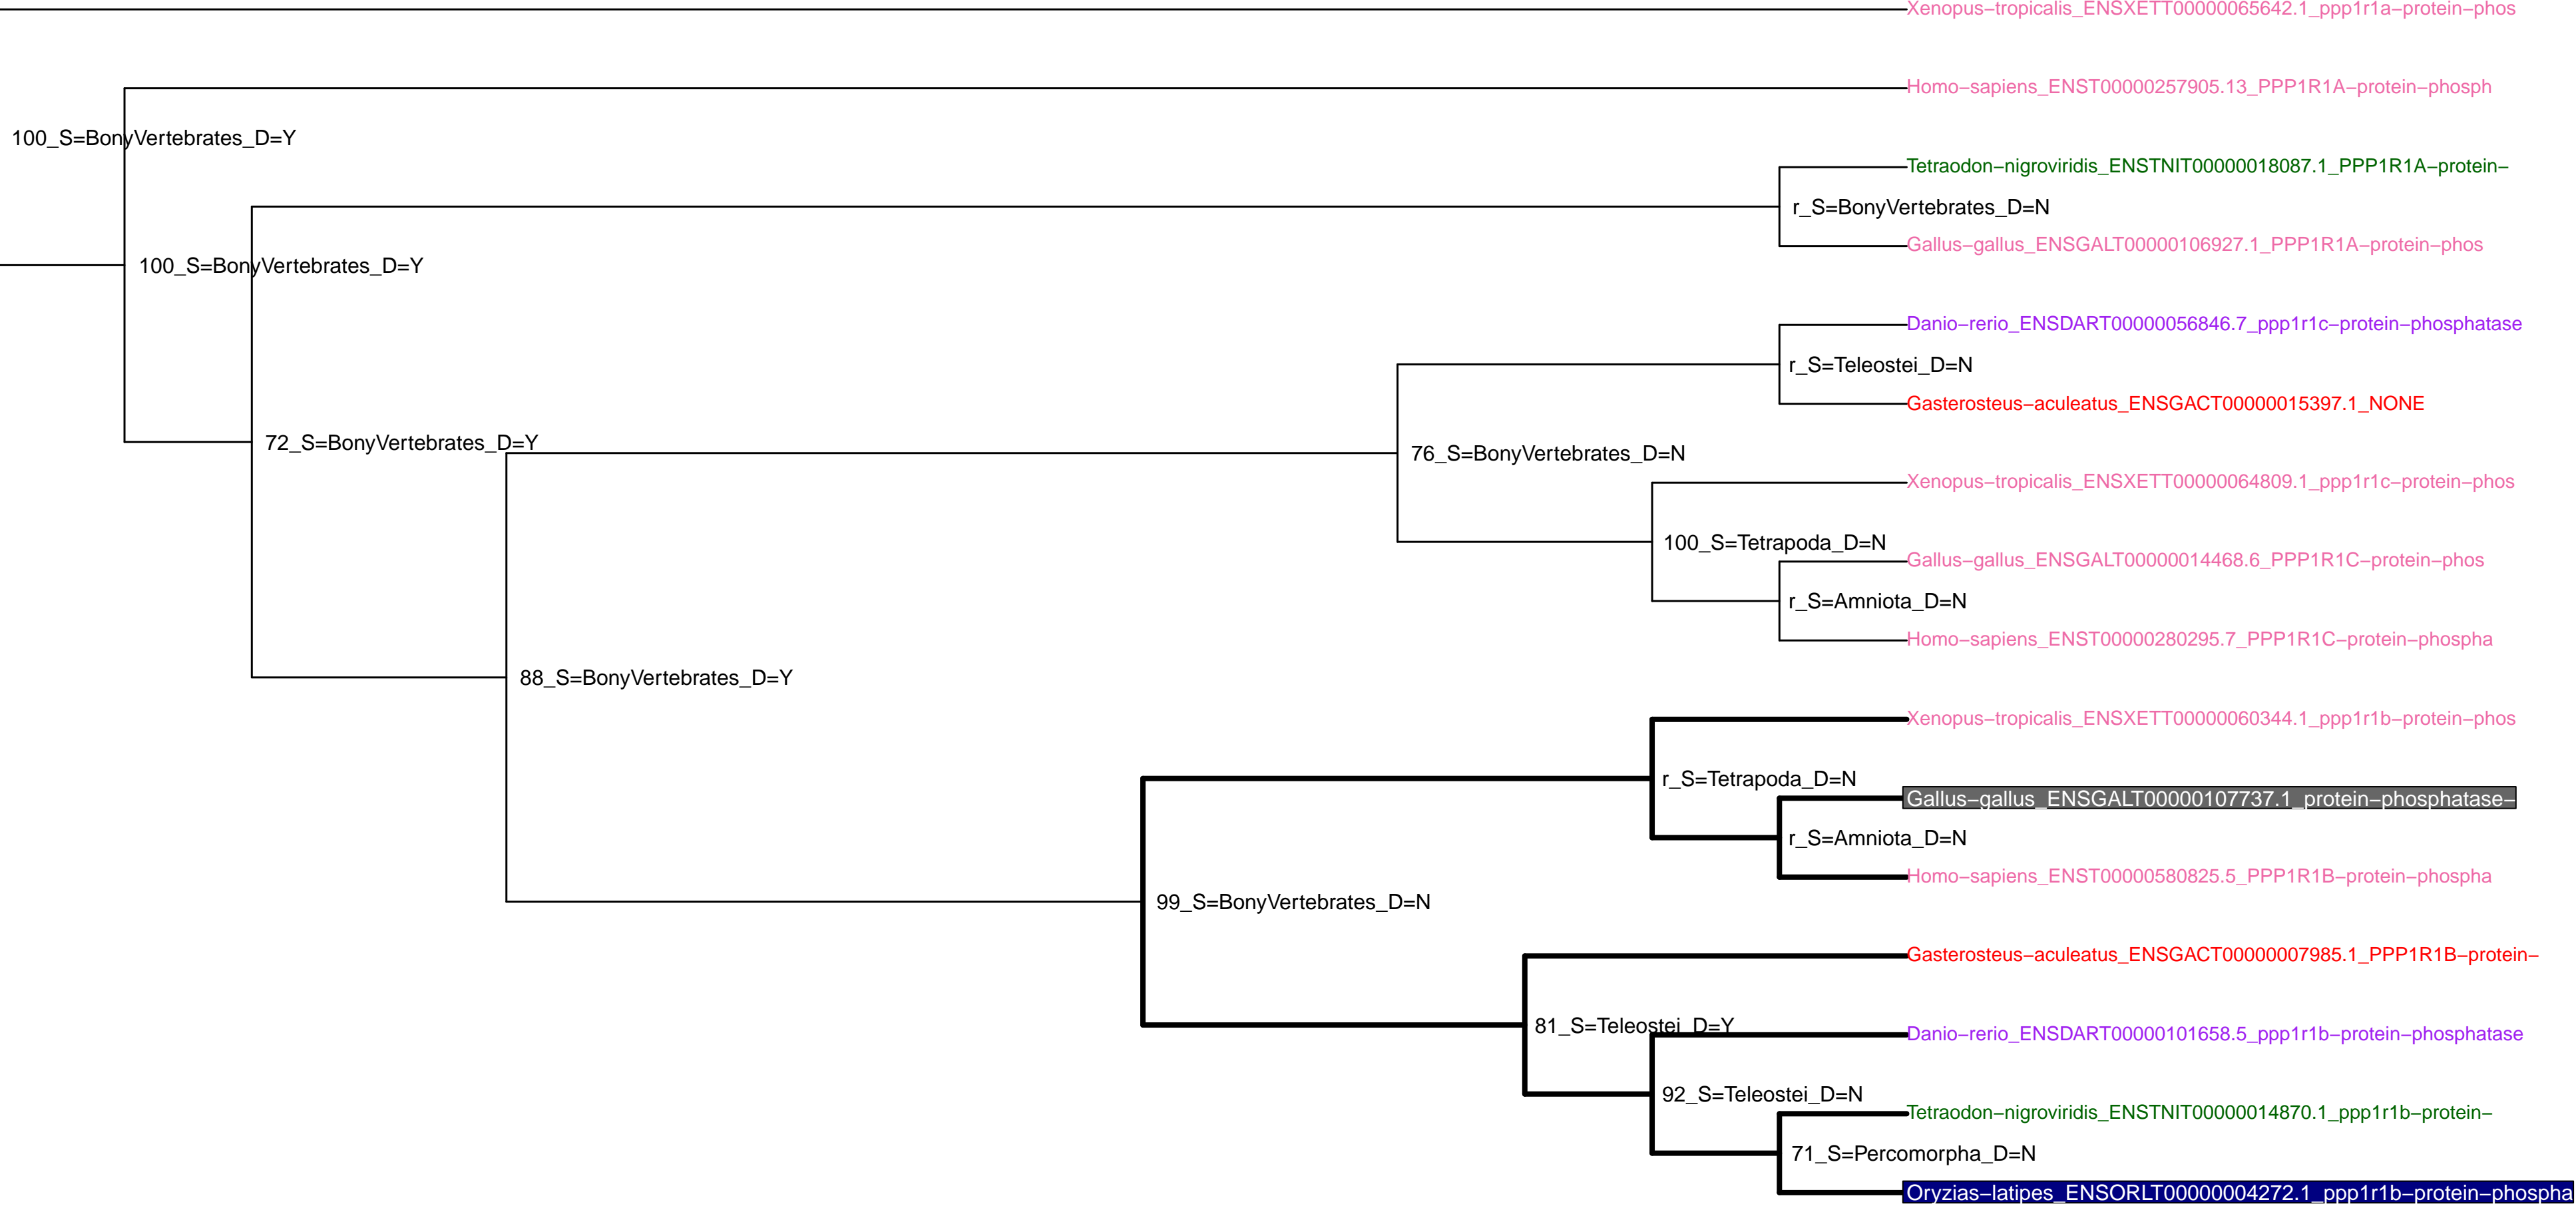 Xenopus−tropicalis_ENSXETT00000065642.1_ppp1r1a−protein−phos
Homo−sapiens_ENST00000257905.13_PPP1R1A−protein−phosph
100_S=BonyVertebrates_D=Y
Tetraodon−nigroviridis_ENSTNIT00000018087.1_PPP1R1A−protein−
r_S=BonyVertebrates_D=N
Gallus−gallus_ENSGALT00000106927.1_PPP1R1A−protein−phos
100_S=BonyVertebrates_D=Y
Danio−rerio_ENSDART00000056846.7_ppp1r1c−protein−phosphatase
r_S=Teleostei_D=N
Gasterosteus−aculeatus_ENSGACT00000015397.1_NONE
72_S=BonyVertebrates_D=Y
76_S=BonyVertebrates_D=N
Xenopus−tropicalis_ENSXETT00000064809.1_ppp1r1c−protein−phos
100_S=Tetrapoda_D=N
Gallus−gallus_ENSGALT00000014468.6_PPP1R1C−protein−phos
r_S=Amniota_D=N
Homo−sapiens_ENST00000280295.7_PPP1R1C−protein−phospha
88_S=BonyVertebrates_D=Y
Xenopus−tropicalis_ENSXETT00000060344.1_ppp1r1b−protein−phos
r_S=Tetrapoda_D=N
Gallus−gallus_ENSGALT00000107737.1_protein−phosphatase−
r_S=Amniota_D=N
Homo−sapiens_ENST00000580825.5_PPP1R1B−protein−phospha
99_S=BonyVertebrates_D=N
Gasterosteus−aculeatus_ENSGACT00000007985.1_PPP1R1B−protein−
81_S=Teleostei_D=Y
Danio−rerio_ENSDART00000101658.5_ppp1r1b−protein−phosphatase
92_S=Teleostei_D=N
Tetraodon−nigroviridis_ENSTNIT00000014870.1_ppp1r1b−protein−
71_S=Percomorpha_D=N
Oryzias−latipes_ENSORLT00000004272.1_ppp1r1b−protein−phospha